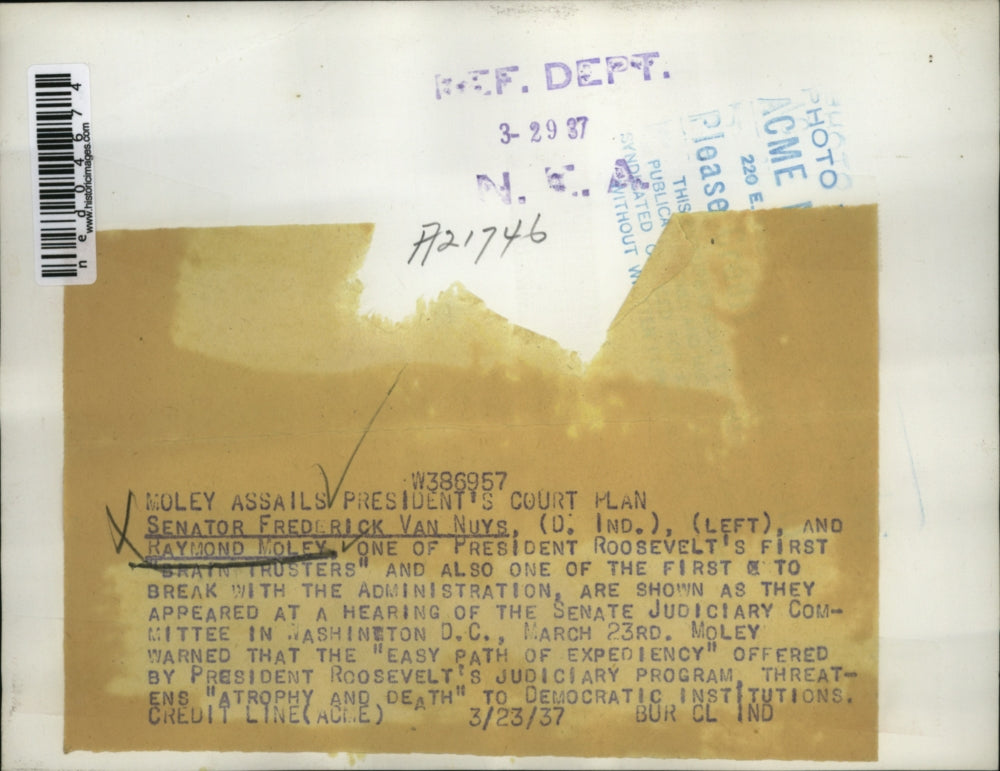 REF. DEPT.
3- 29 37
N. E. A.
A21746
PHOTO
ACME
220 E.
Please
THIS
PUBLICA
SYNDICATED
WITHOUT W
ned04674
www.historicimages.com
W386957
MOLEY ASSAILS PRESIDENT'S COURT PLAN
SENATOR FREDERICK VAN NUYS, (D. IND.), (LEFT), AND
RAYMOND MOLEY, ONE OF PRESIDENT ROOSEVELT'S FIRST
"BRAIN TRUSTERS" AND ALSO ONE OF THE FIRST TO
BREAK WITH THE ADMINISTRATION, ARE SHOWN AS THEY
APPEARED AT A HEARING OF THE SENATE JUDICIARY COM-
MITTEE IN WASHINTTON D.C., MARCH 23RD. MOLEY
WARNED THAT THE "EASY PATH OF EXPEDIENCY" OFFERED
BY PRESIDENT ROOSEVELT'S JUDICIARY PROGRAM, THREAT-
ENS "ATROPHY AND DEATH" TO DEMOCRATIC INSTITUTIONS.
CREDIT LINE(ACME) 3/23/37 BUR CL IND